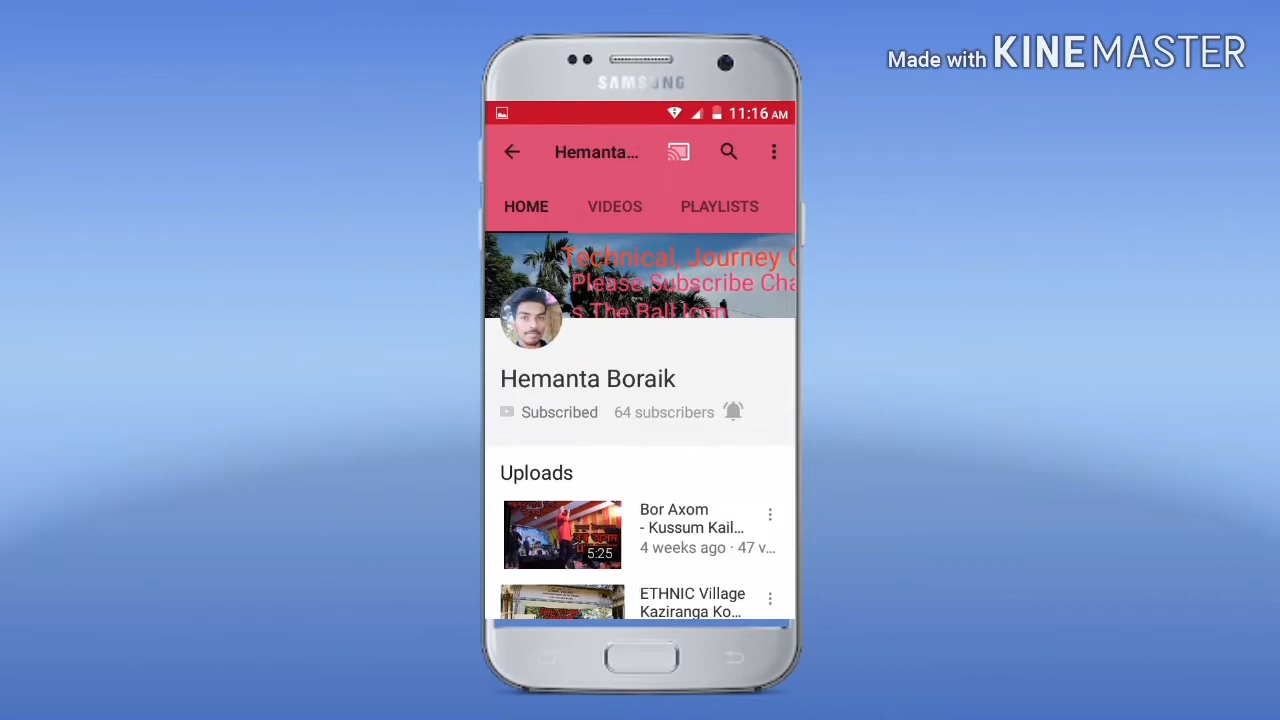 Made with KINEMASTER
SAMSUNG
11:16 AM
Hemanta...
HOME VIDEOS PLAYLISTS
Technical, Journey
Please Subscribe Cha
s The Ball Icon
Hemanta Boraik
Subscribed 64 subscribers
Uploads
Bor Axom
- Kussum Kail...
4 weeks ago · 47 v...
5:25
ETHNIC Village
Kaziranga Ko...